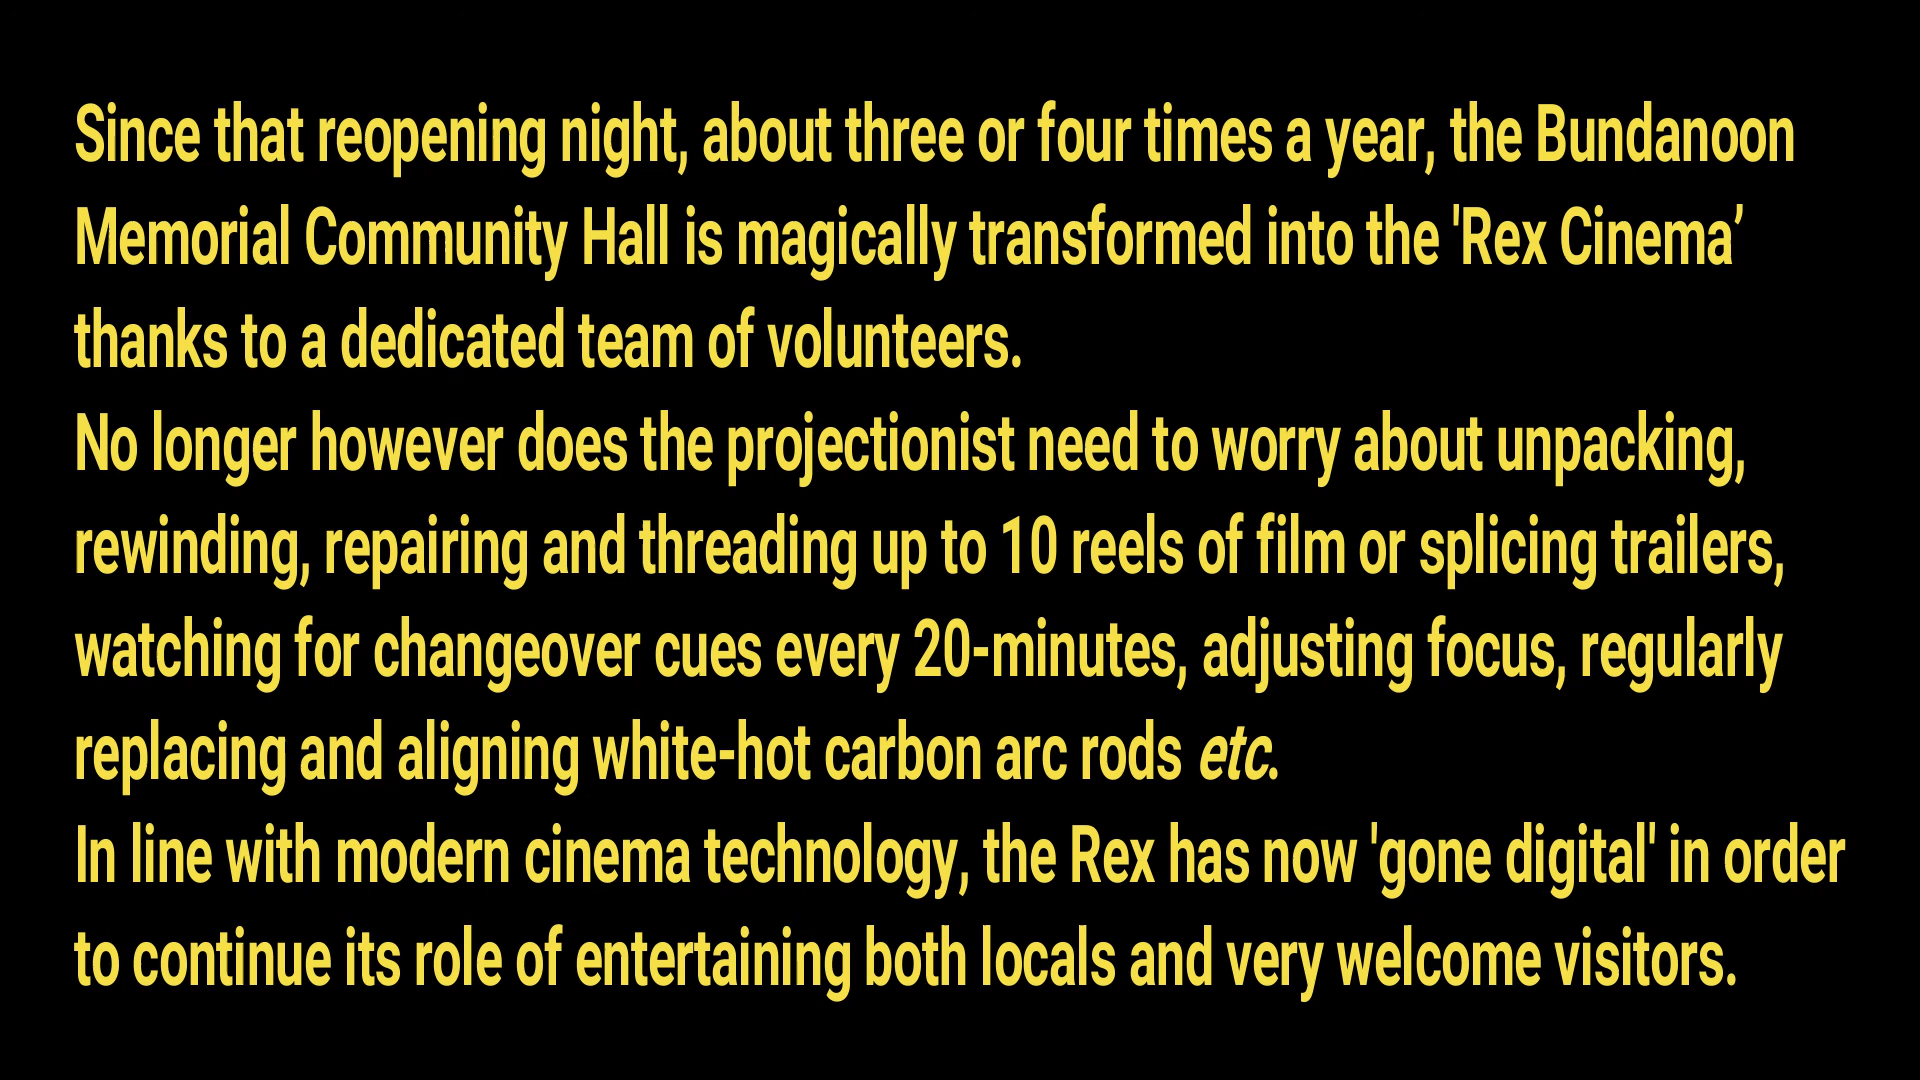 Since that reopening night, about three or four times a year, the Bundanoon
Memorial Community Hall is magically transformed into the 'Rex Cinema’
thanks to a dedicated team of volunteers.
No longer however does the projectionist need to worry about unpacking,
rewinding, repairing and threading up to 10 reels of film or splicing trailers,
watching for changeover cues every 20-minutes, adjusting focus, regularly
replacing and aligning white-hot carbon arc rods etc.
In line with modern cinema technology, the Rex has now 'gone digital' in order
to continue its role of entertaining both locals and very welcome visitors.